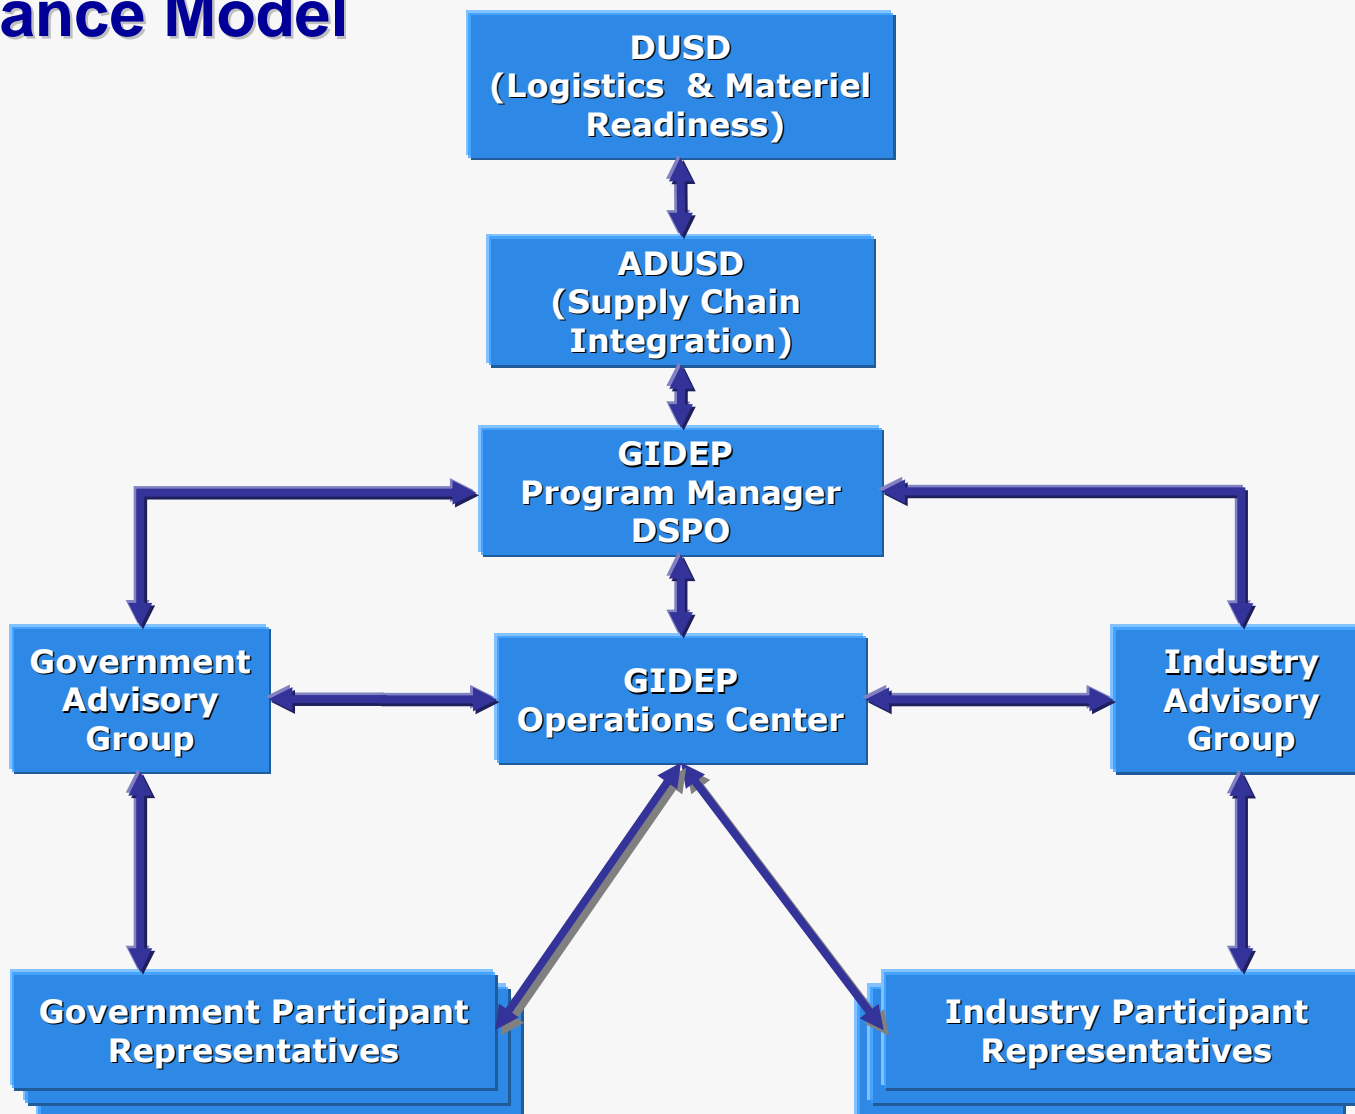 ance Model
DUSD
(Logistics & Materiel
Readiness)
ADUSD
(Supply Chain
Integration)
GIDEP
Program Manager
DSPO
Government
Advisory
Group
GIDEP
Operations Center
Industry
Advisory
Group
Government Participant
Representatives
Industry Participant
Representatives